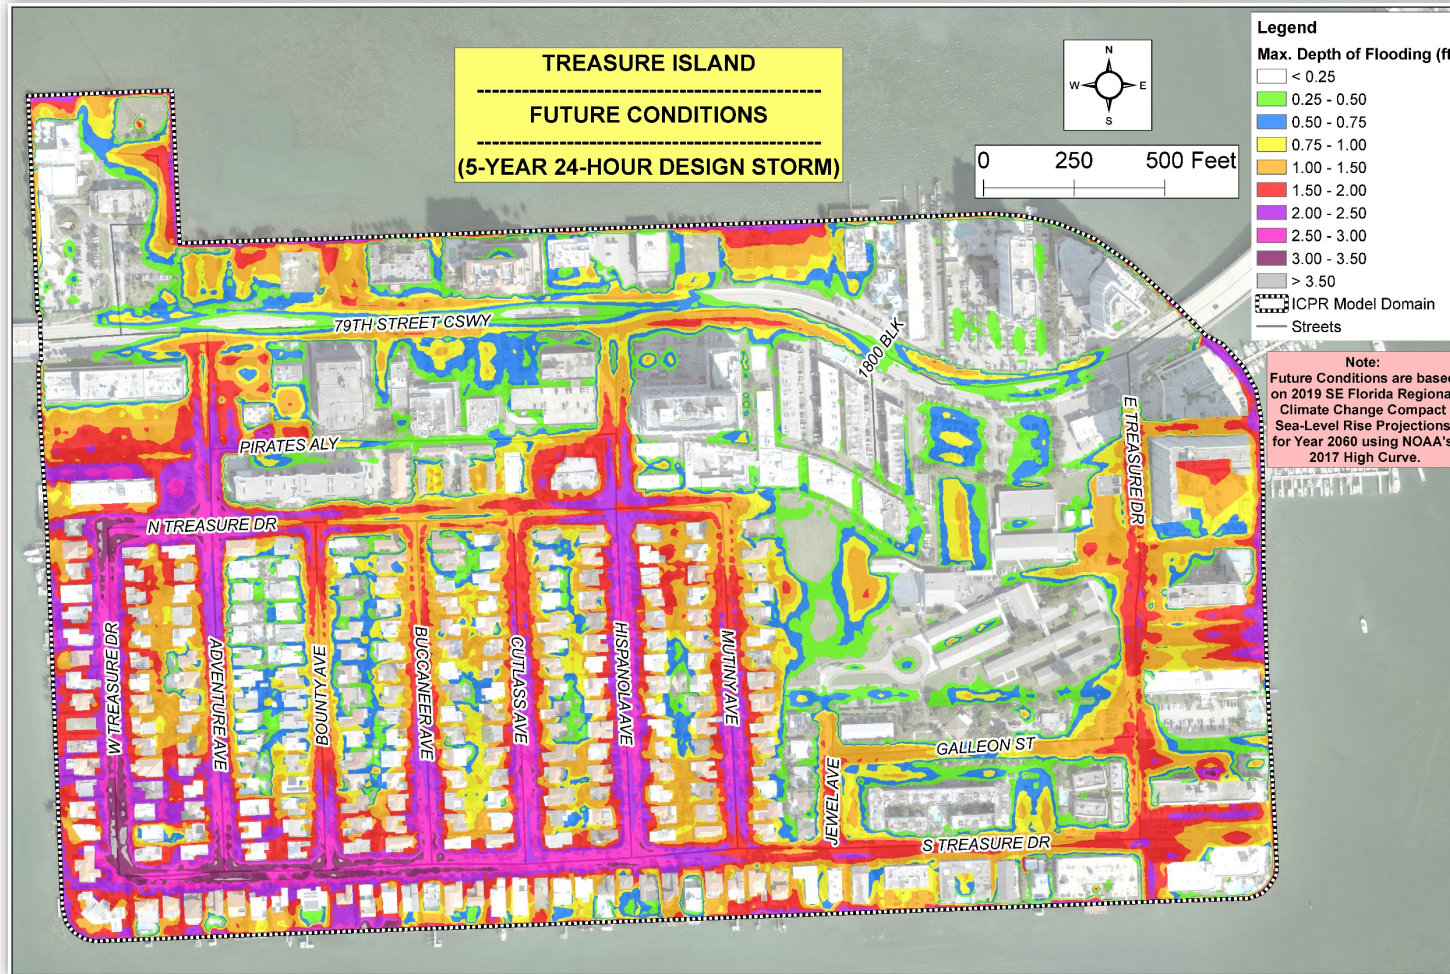 TREASURE ISLAND
FUTURE CONDITIONS
(5-YEAR 24-HOUR DESIGN STORM)
N
W E
S
0 250 500 Feet
Legend
Max. Depth of Flooding (ft
< 0.25
0.25 - 0.50
0.50 - 0.75
0.75 - 1.00
1.00 - 1.50
1.50 - 2.00
2.00 - 2.50
2.50 - 3.00
3.00 - 3.50
> 3.50
ICPR Model Domain
Streets
Note:
Future Conditions are based
on 2019 SE Florida Regional
Climate Change Compact
Sea-Level Rise Projections
for Year 2060 using NOAA's
2017 High Curve.
79TH STREET CSWY
1800 BLK
PIRATES ALY
E TREASURE DR
N TREASURE DR
W TREASURE DR
ADVENTURE AVE
BOUNTY AVE
BUCCANEER AVE
CUTLASS AVE
HISPANOLA AVE
MUTINY AVE
GALLEON ST
JEWEL AVE
S TREASURE DR